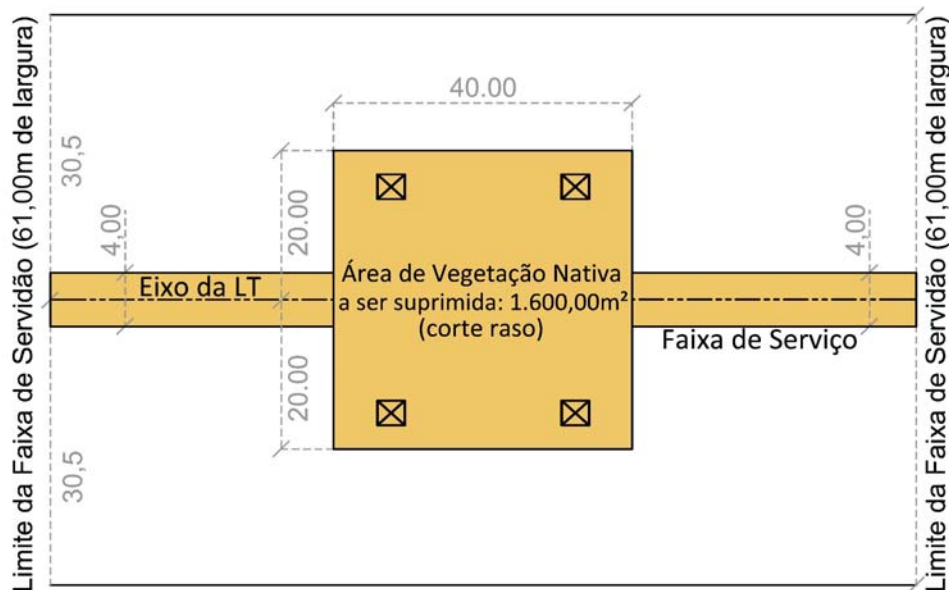 Limite da Faixa de Servidão (61,00m de largura)
40.00
30,5
20.00
4,00
4,00
Eixo da LT
Área de Vegetação Nativa
a ser suprimida: 1.600,00m²
(corte raso)
Faixa de Serviço
20.00
30,5
Limite da Faixa de Servidão (61,00m de largura)